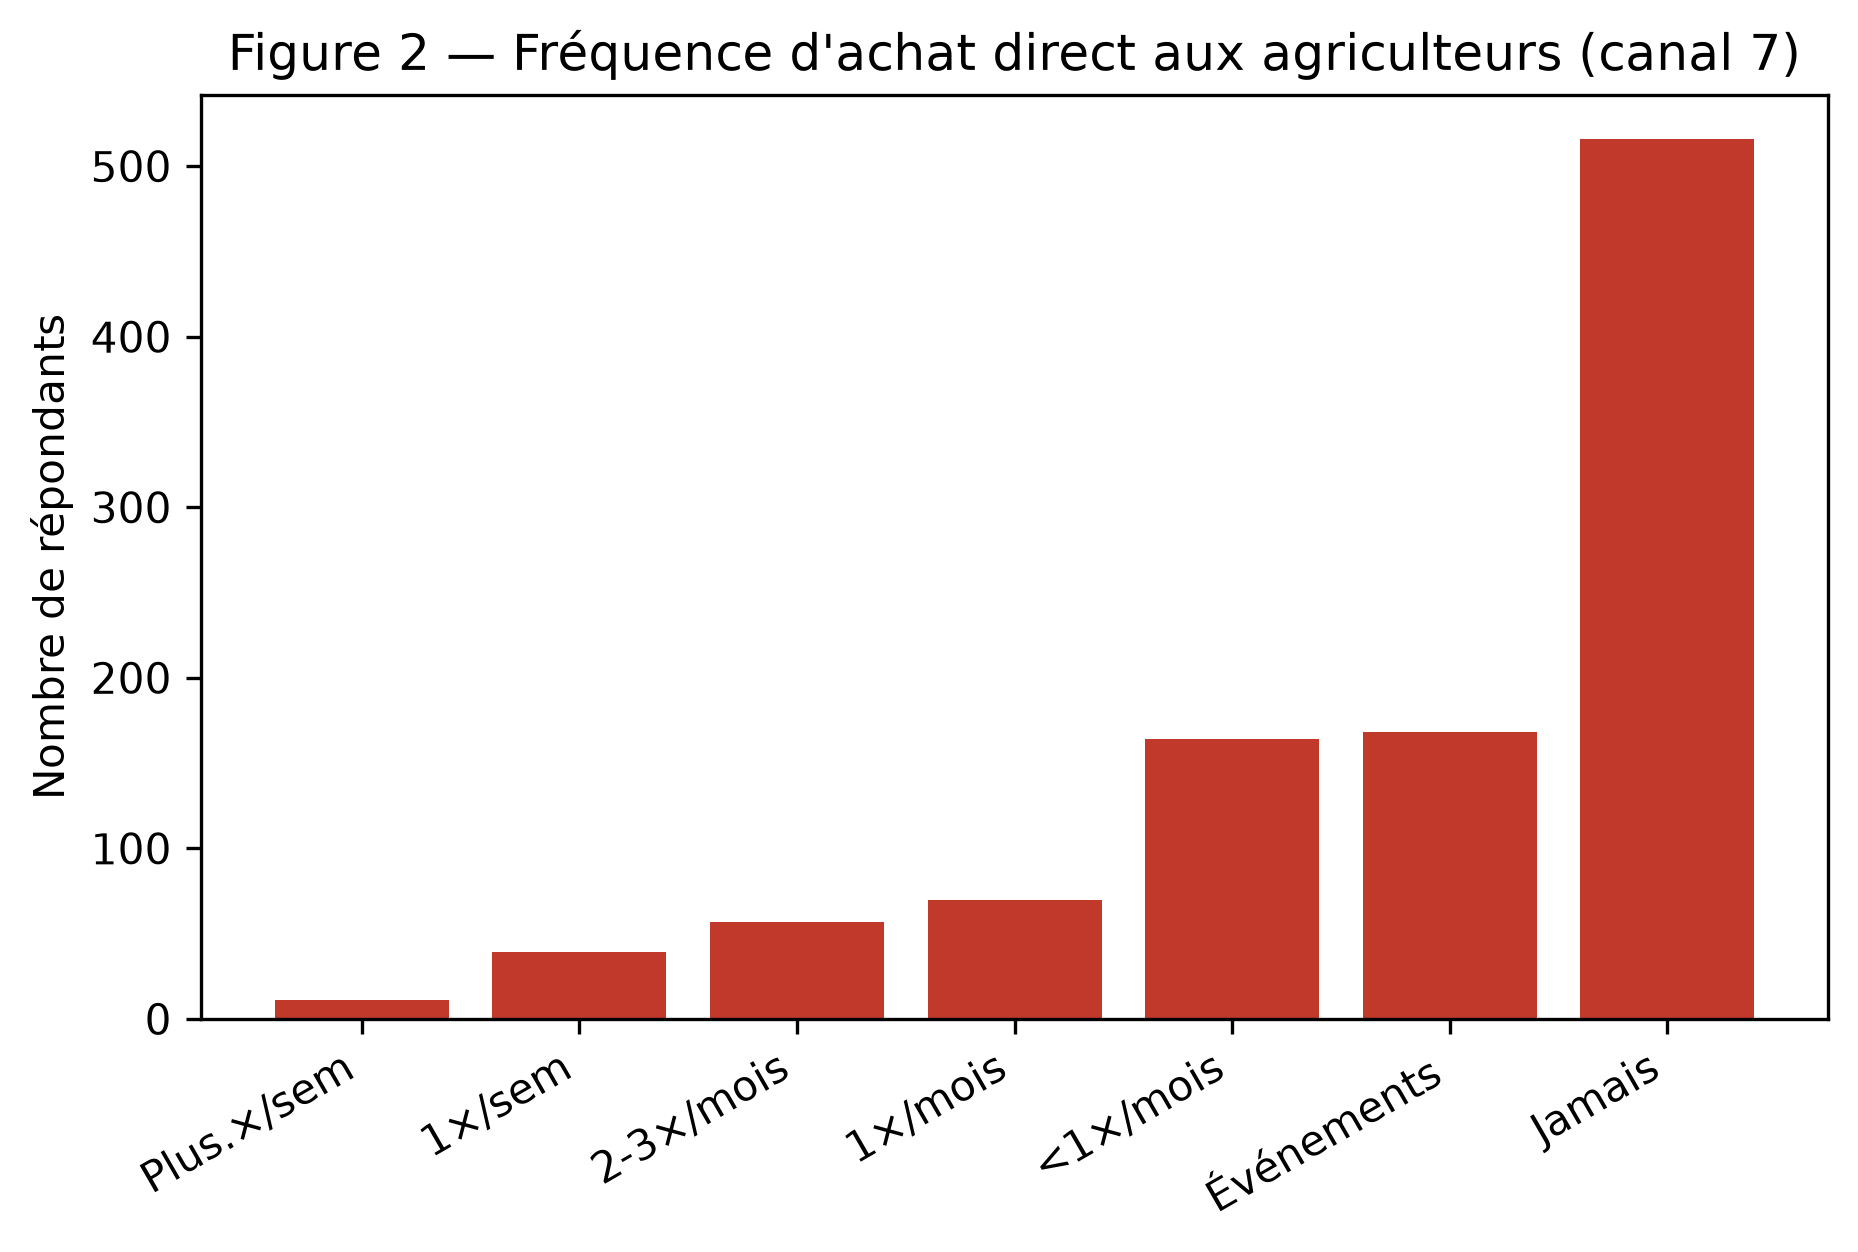 Figure 2 — Fréquence d'achat direct aux agriculteurs (canal 7)
Nombre de répondants
500
400
300
200
100
0
Plus.×/sem
1×/sem
2-3×/mois
1×/mois
<1×/mois
Événements
Jamais